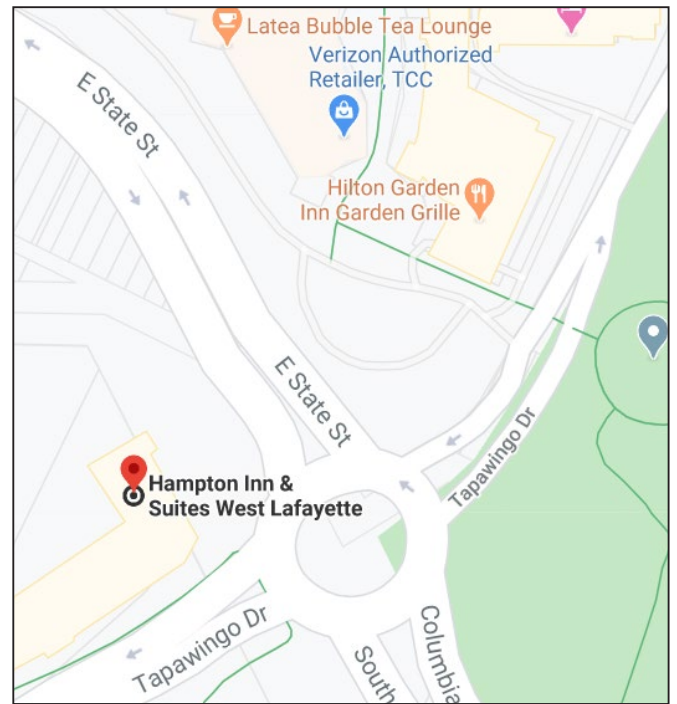 Latea Bubble Tea Lounge
Verizon Authorized
Retailer, TCC
E State St
Hilton Garden
Inn Garden Grille
E State St
Tapawingo Dr
Hampton Inn &
Suites West Lafayette
Tapawingo Dr
South
Columbia